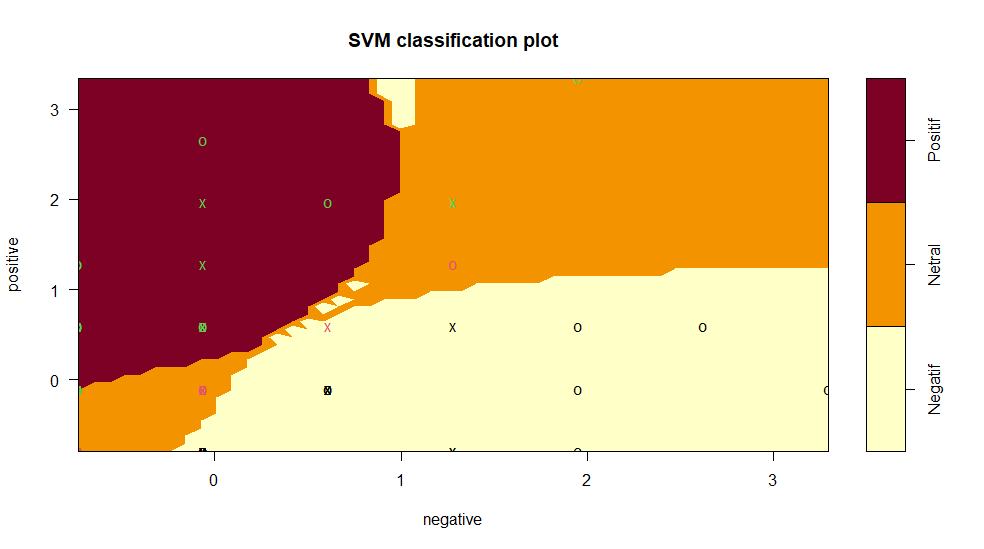 SVM classification plot
positive
3
2
1
0
0
1
2
3
negative
Positif
Netral
Negatif